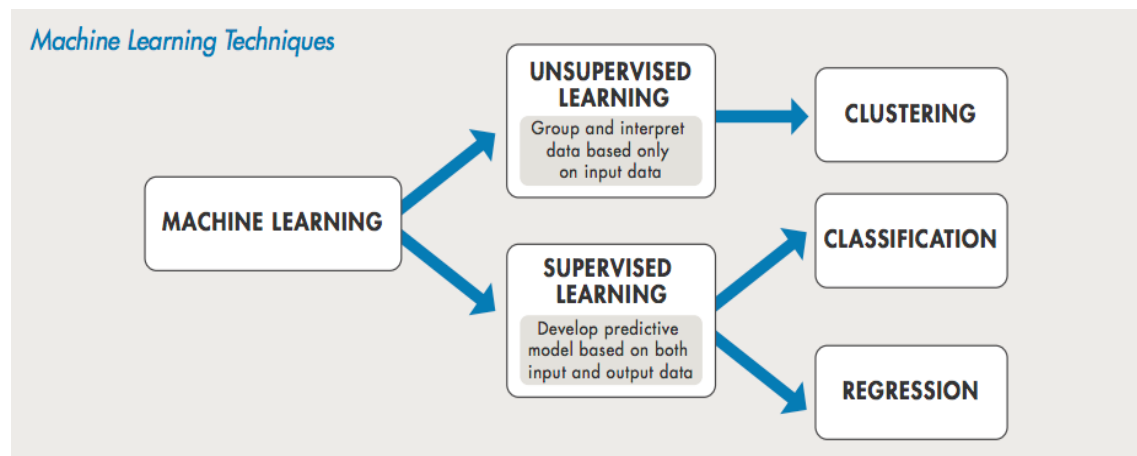 Machine Learning Techniques
MACHINE LEARNING
UNSUPERVISED
LEARNING
Group and interpret
data based only
on input data
CLUSTERING
SUPERVISED
LEARNING
Develop predictive
model based on both
input and output data
CLASSIFICATION
REGRESSION